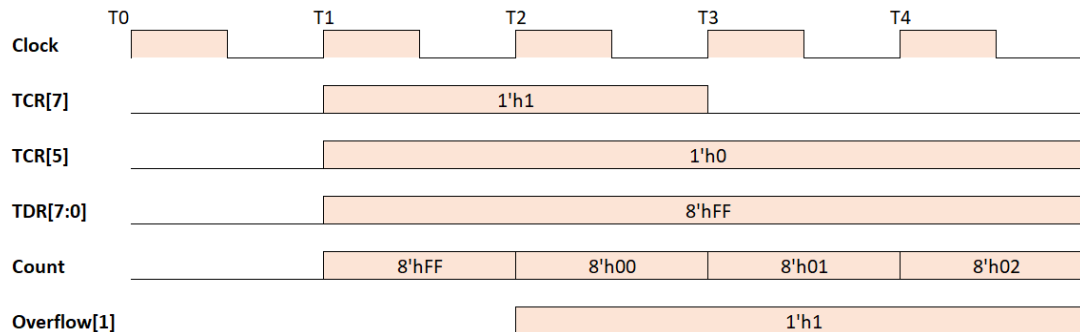 T0 T1 T2 T3 T4
Clock
TCR[7] 1'h1
TCR[5] 1'h0
TDR[7:0] 8'hFF
Count 8'hFF 8'h00 8'h01 8'h02
Overflow[1] 1'h1